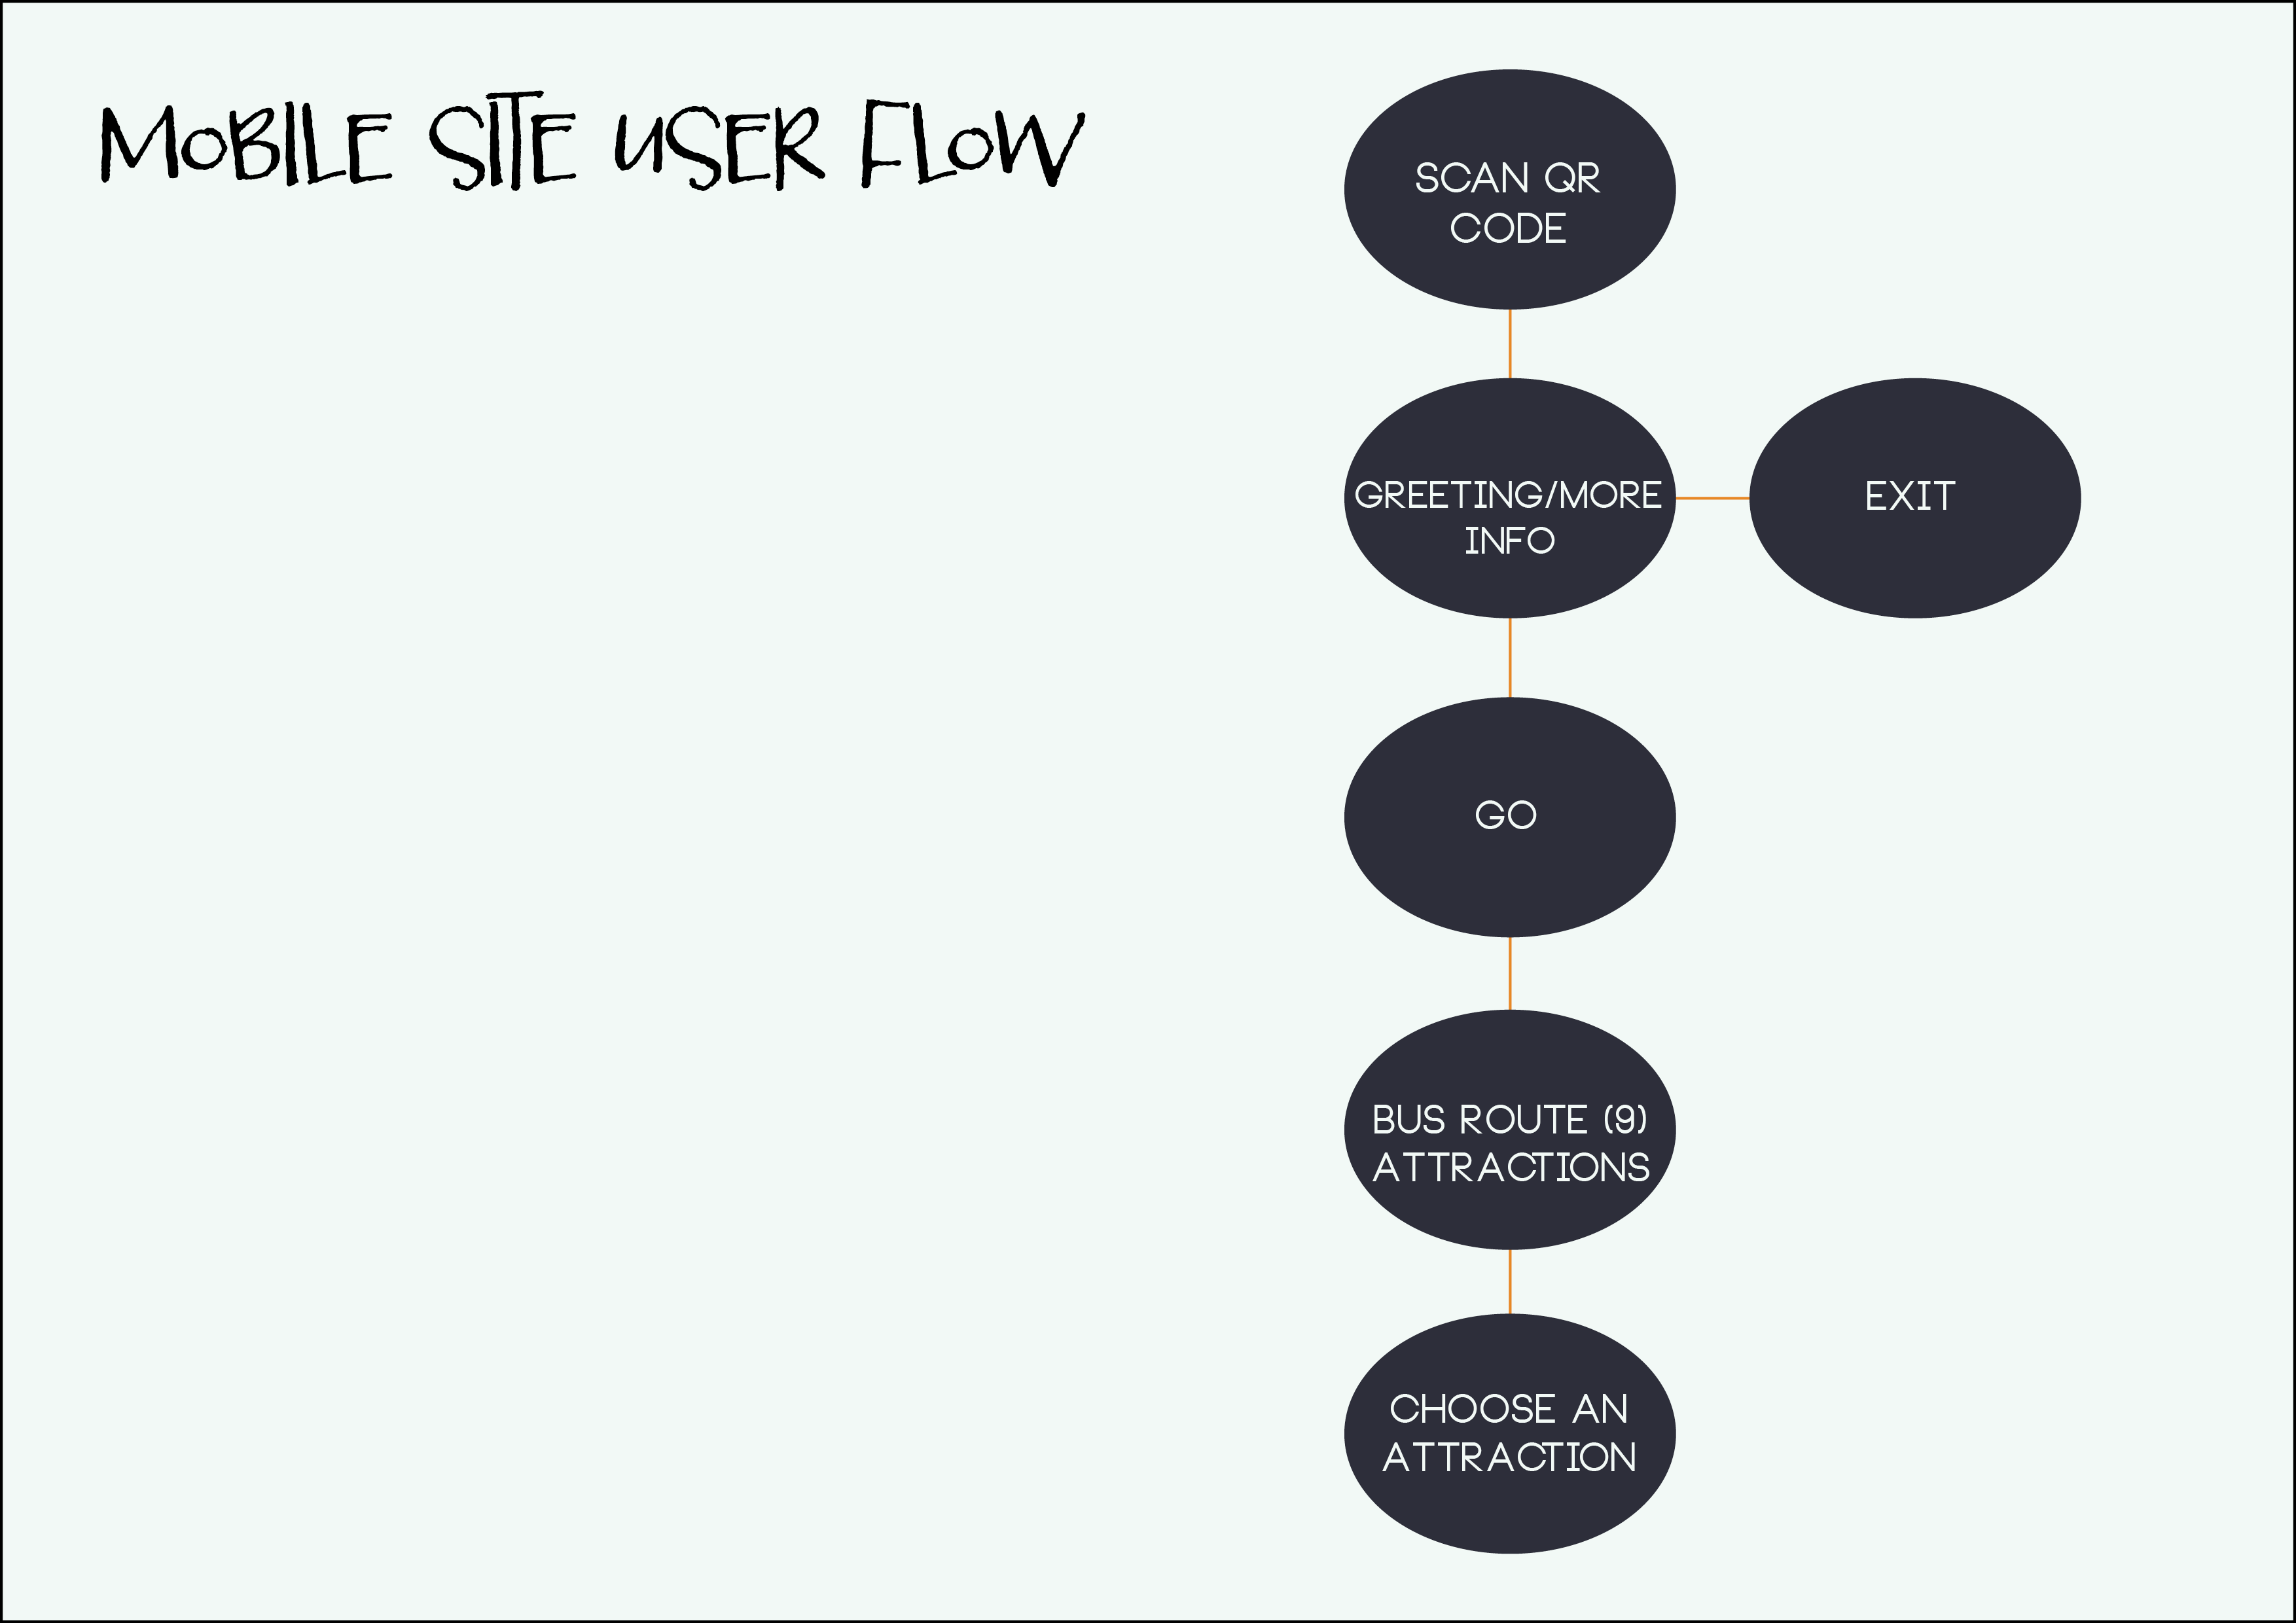 MOBILE SITE USER FLOW
SCAN QR
CODE
GREETING/MORE
INFO
EXIT
GO
BUS ROUTE (9)
ATTRACTIONS
CHOOSE AN
ATTRACTION